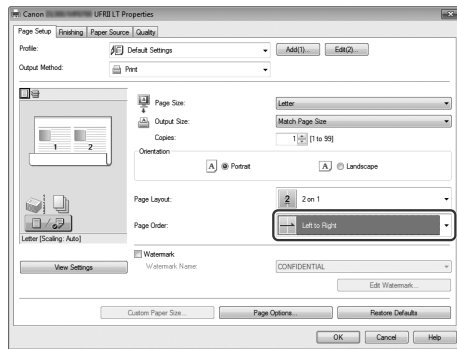 Canon UFRII LT Properties
Page Setup Finishing Paper Source Quality
Profile: Default Settings Add(1)... Edit(2)...
Output Method: Print
Page Size: Letter
Output Size: Match Page Size
Copies: 1 [1 to 99]
Orientation
A Portrait A Landscape
1 2
Page Layout: 2 2 on 1
Page Order: Left to Right
Letter [Scaling: Auto]
Watermark
View Settings Watermark Name: CONFIDENTIAL
Edit Watermark...
Custom Paper Size... Page Options... Restore Defaults
OK Cancel Help